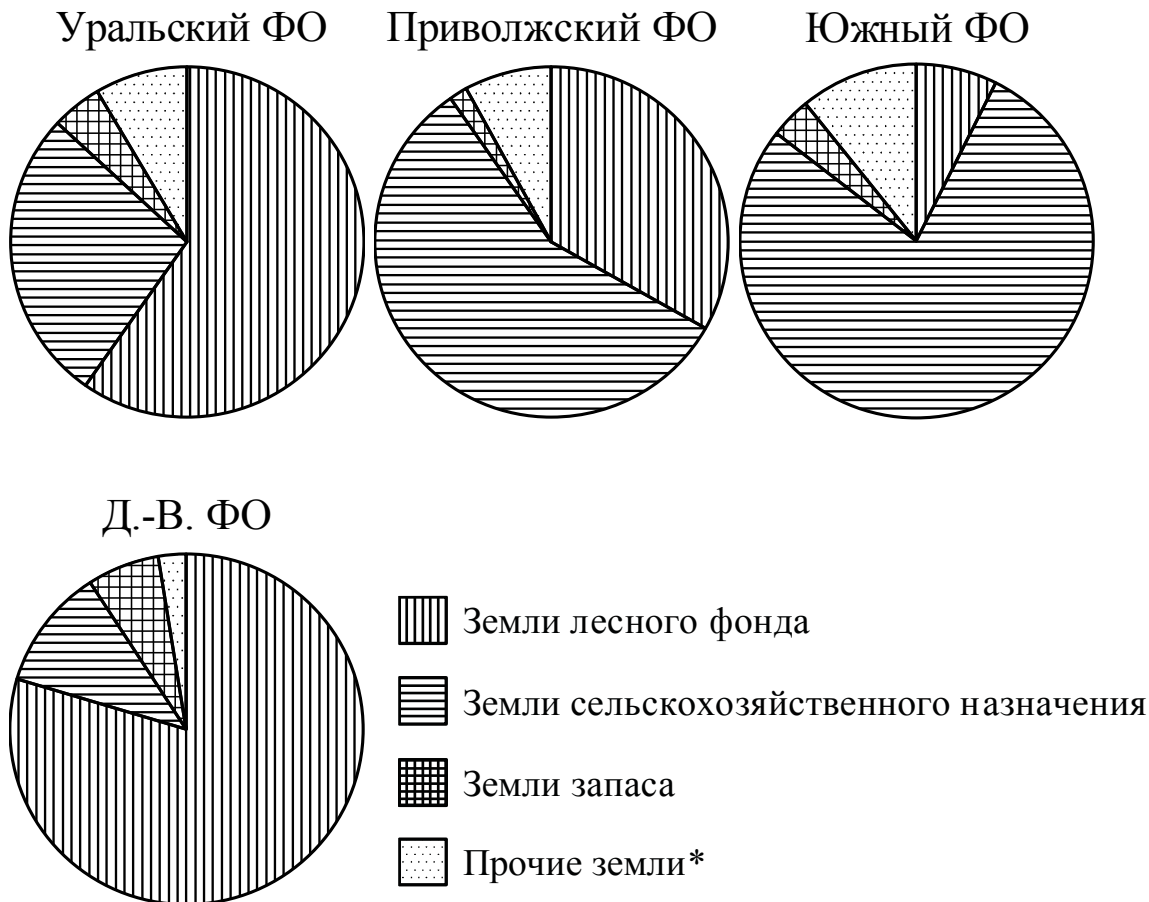 Уральский ФО
Приволжский ФО
Южный ФО
Д.-В. ФО
Земли лесного фонда
Земли сельскохозяйственного назначения
Земли запаса
Прочие земли*